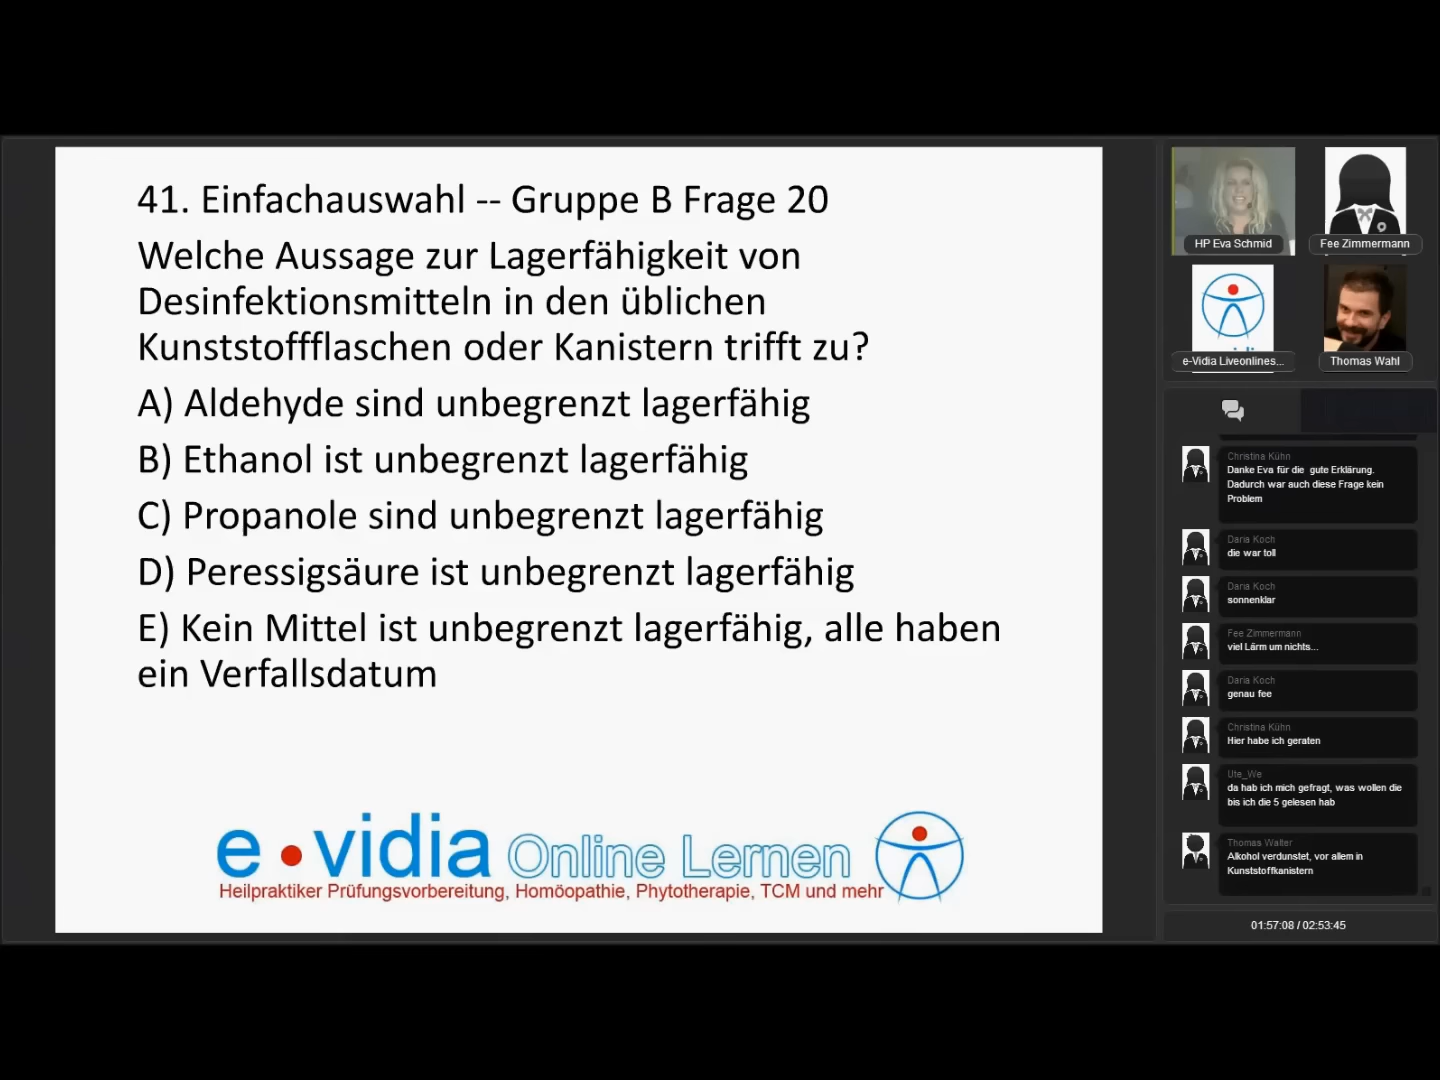 41. Einfachauswahl -- Gruppe B Frage 20
Welche Aussage zur Lagerfähigkeit von
Desinfektionsmitteln in den üblichen
Kunststoffflaschen oder Kanistern trifft zu?
A) Aldehyde sind unbegrenzt lagerfähig
B) Ethanol ist unbegrenzt lagerfähig
C) Propanole sind unbegrenzt lagerfähig
D) Peressigsäure ist unbegrenzt lagerfähig
E) Kein Mittel ist unbegrenzt lagerfähig, alle haben
ein Verfallsdatum
e•vidia Online Lernen
Heilpraktiker Prüfungsvorbereitung, Homöopathie, Phytotherapie, TCM und mehr
HP Eva Schmid
Fee Zimmermann
e-Vidia Liveonlines...
Thomas Wahl
Christina Kühn
Danke Eva für die gute Erklärung.
Dadurch war auch diese Frage kein
Problem
Daria Koch
die war toll
Daria Koch
sonnenklar
Fee Zimmermann
viel Lärm um nichts...
Daria Koch
genau fee
Christina Kühn
Hier habe ich geraten
Ute_We
da hab ich mich gefragt, was wollen die
bis ich die 5 gelesen hab
Thomas Walter
Alkohol verdunstet, vor allem in
Kunststoffkanistern
01:57:08 / 02:53:45